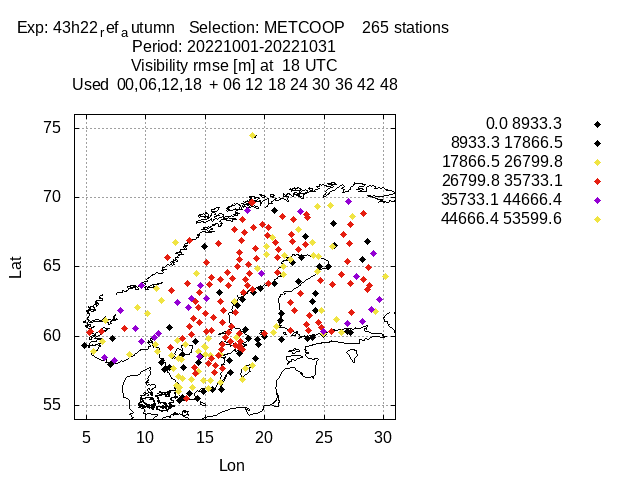 Exp: 43h22ref autumn   Selection: METCOOP    265 stations
Period: 20221001-20221031
Visibility rmse [m] at  18 UTC
Used  00,06,12,18  + 06 12 18 24 30 36 42 48
0.0 8933.3
8933.3 17866.5
17866.5 26799.8
26799.8 35733.1
35733.1 44666.4
44666.4 53599.6
75
70
65
60
55
Lat
5 10 15 20 25 30
Lon